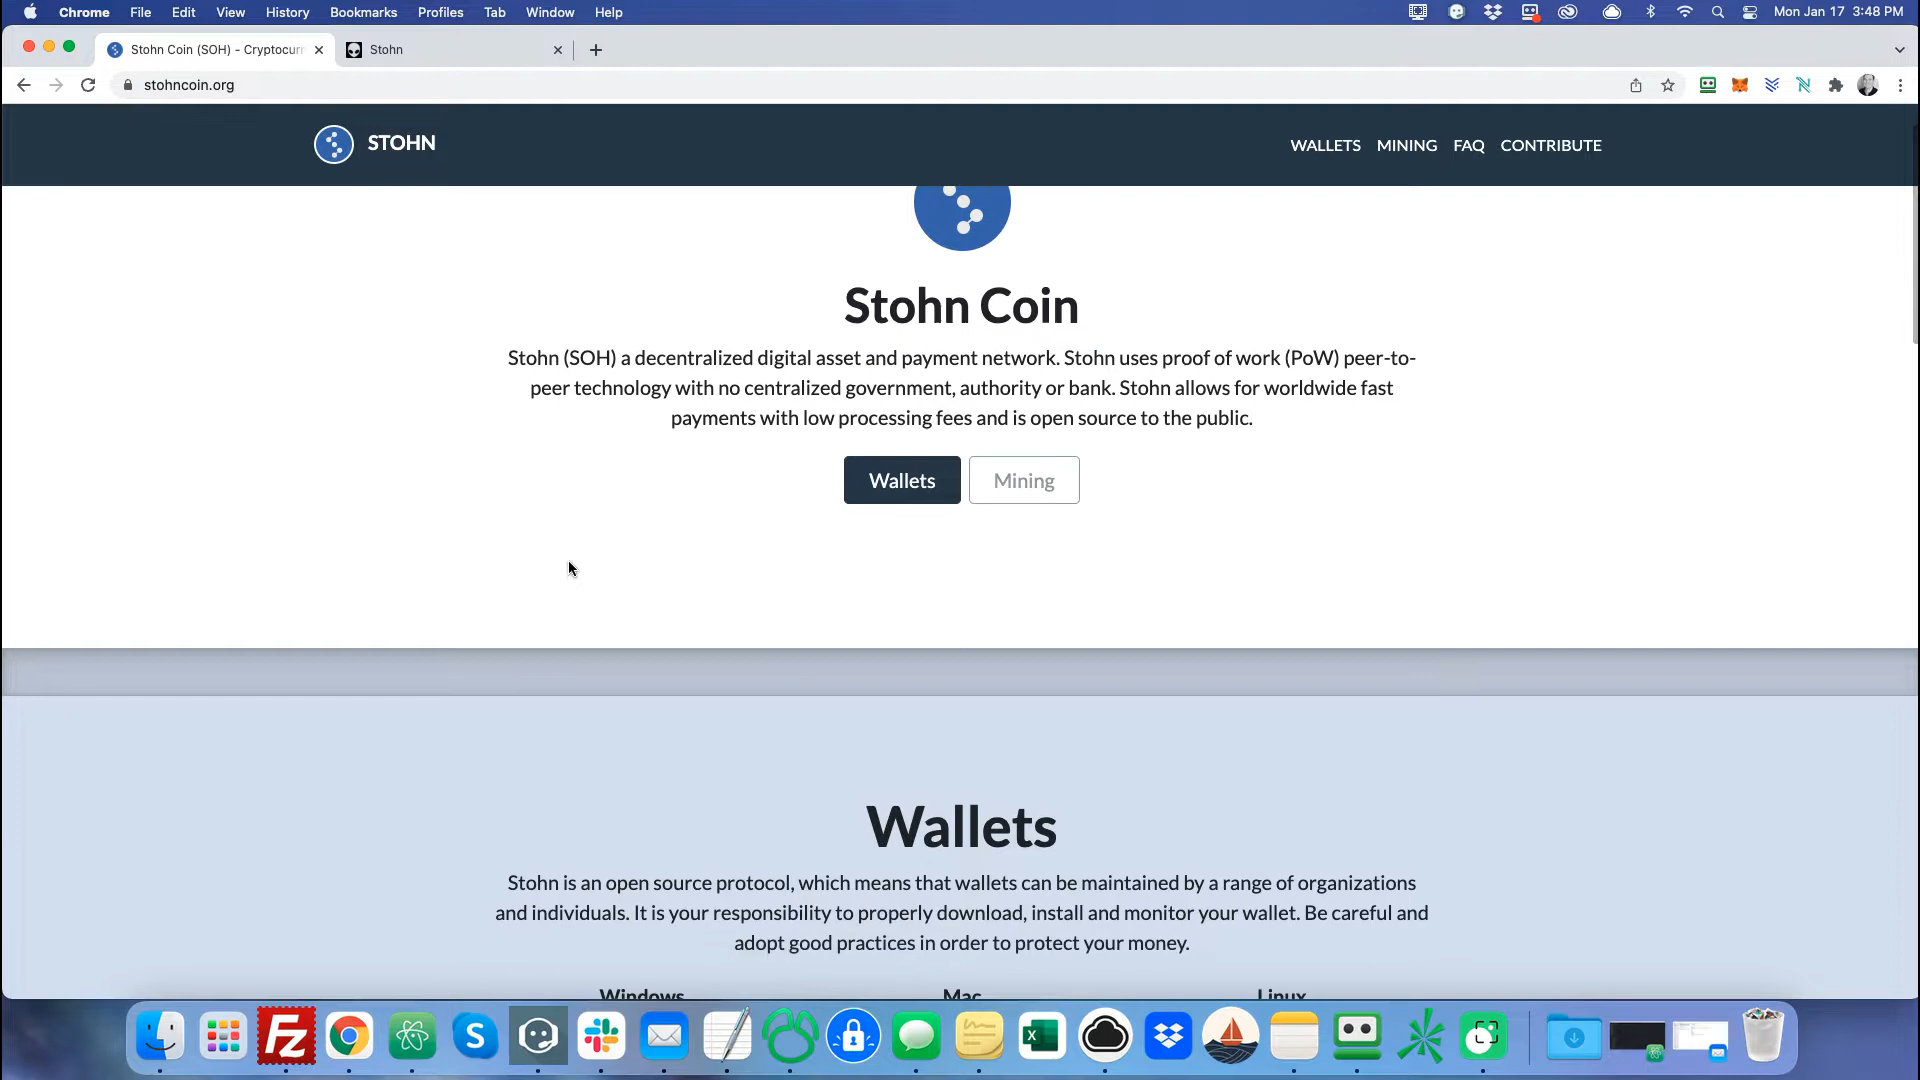 Chrome File Edit View History Bookmarks Profiles Tab Window Help Mon Jan 17 3:48 PM
Stohn Coin (SOH) - Cryptocurr Stohn
stohncoin.org
STOHN WALLETS MINING FAQ CONTRIBUTE
Stohn Coin
Stohn (SOH) a decentralized digital asset and payment network. Stohn uses proof of work (PoW) peer-to-
peer technology with no centralized government, authority or bank. Stohn allows for worldwide fast
payments with low processing fees and is open source to the public.
Wallets Mining
Wallets
Stohn is an open source protocol, which means that wallets can be maintained by a range of organizations
and individuals. It is your responsibility to properly download, install and monitor your wallet. Be careful and
adopt good practices in order to protect your money.
Windows Mac Linux